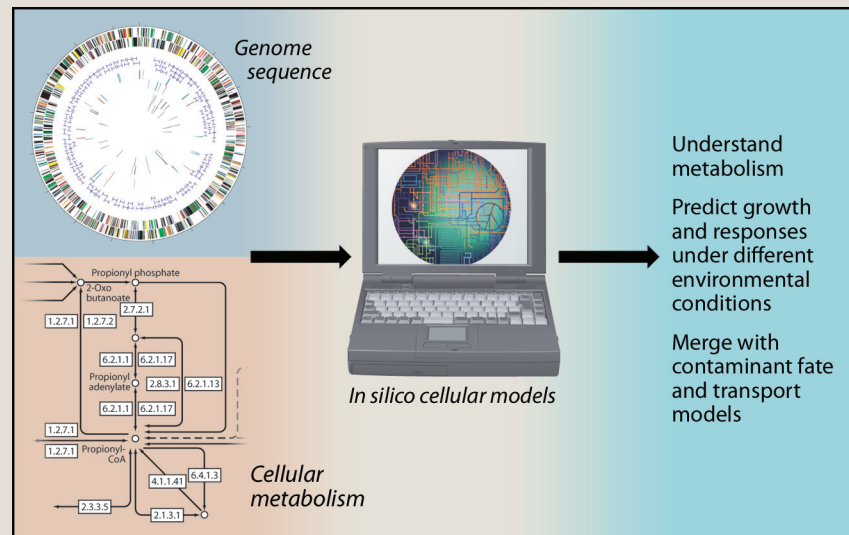 Genome
sequence
Propionyl phosphate
2-Oxo
butanoate
2.7.2.1
1.2.7.1
1.2.7.2
6.2.1.1
6.2.1.17
Propionyl
adenylate
2.8.3.1
6.2.1.13
6.2.1.1
6.2.1.17
1.2.7.1
1.2.7.1
Propionyl-
CoA
4.1.1.41
6.4.1.3
2.3.3.5
2.1.3.1
Cellular
metabolism
In silico cellular models
Understand
metabolism
Predict growth
and responses
under different
environmental
conditions
Merge with
contaminant fate
and transport
models